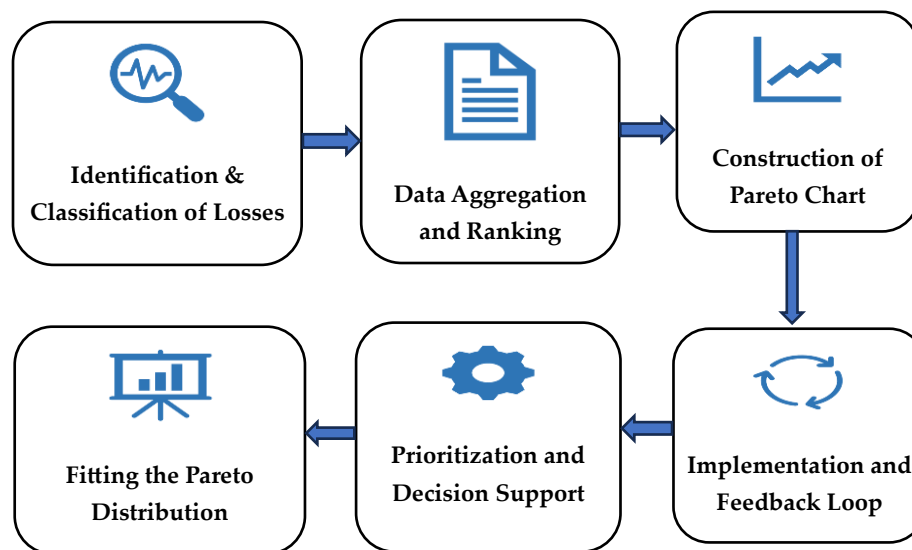 Identification &
Classification of Losses
Data Aggregation
and Ranking
Construction of
Pareto Chart
Implementation and
Feedback Loop
Prioritization and
Decision Support
Fitting the Pareto
Distribution